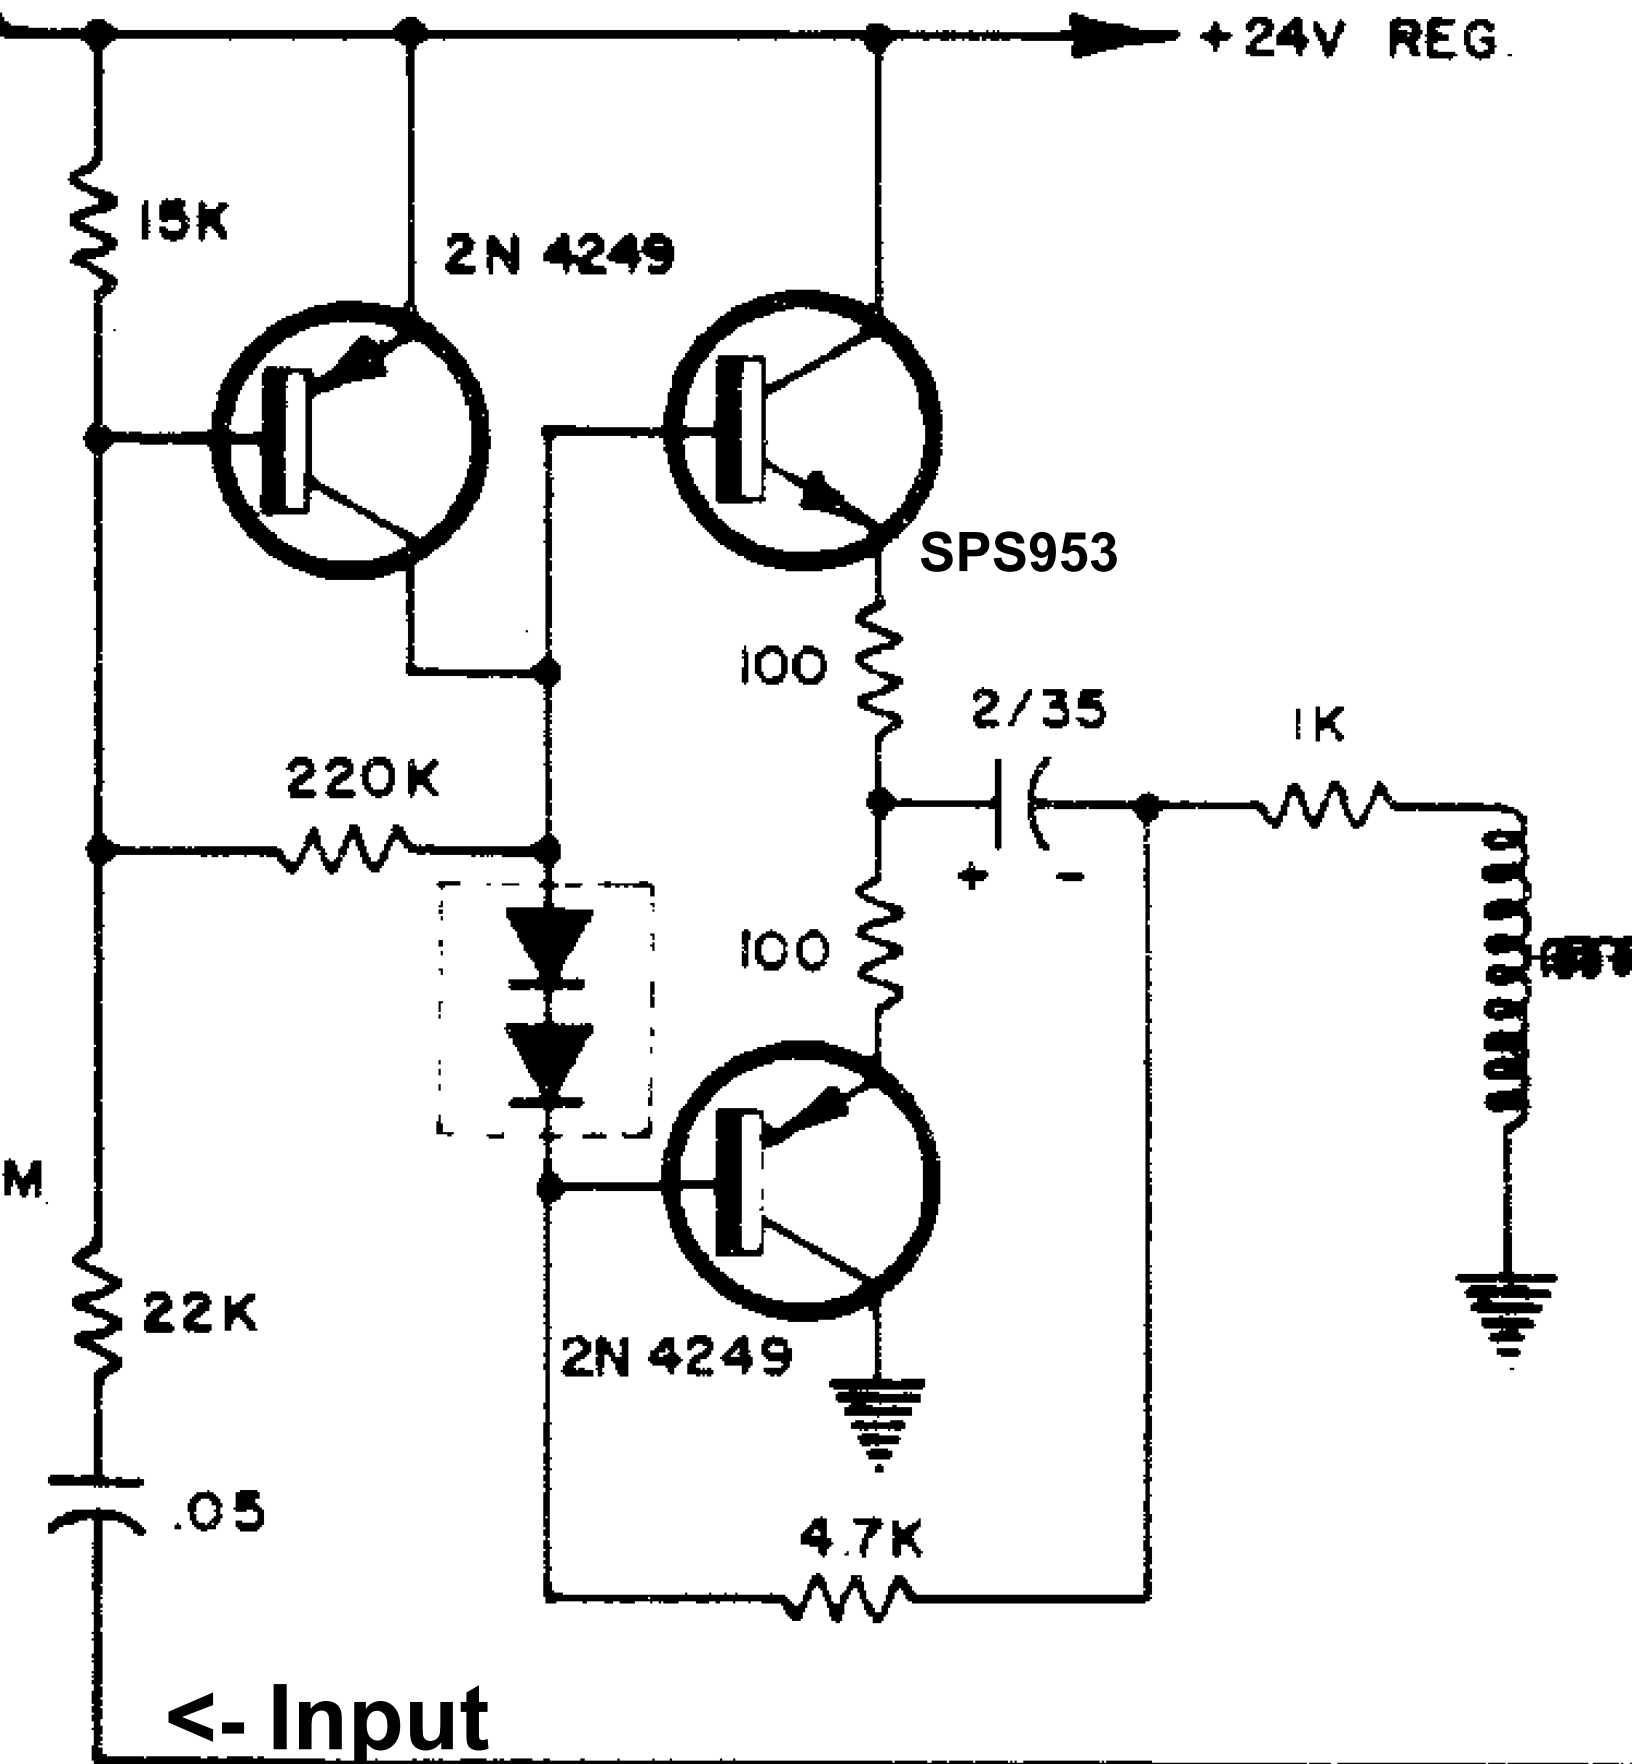 +24V REG.
15K
2N 4249
SPS953
100
2/35
1K
220K
+ -
100
M
22K
2N 4249
.05
4.7K
<- Input